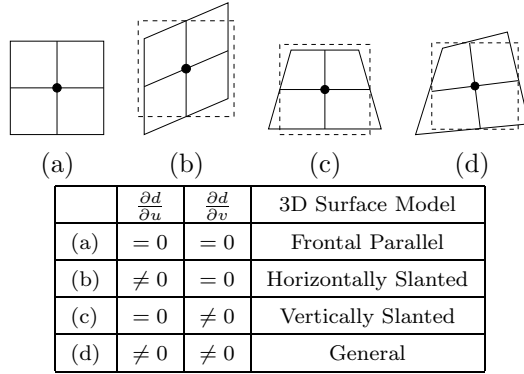 (a) (b) (c) (d)
∂d/∂u ∂d/∂v 3D Surface Model
(a) = 0 = 0 Frontal Parallel
(b) ≠ 0 = 0 Horizontally Slanted
(c) = 0 ≠ 0 Vertically Slanted
(d) ≠ 0 ≠ 0 General